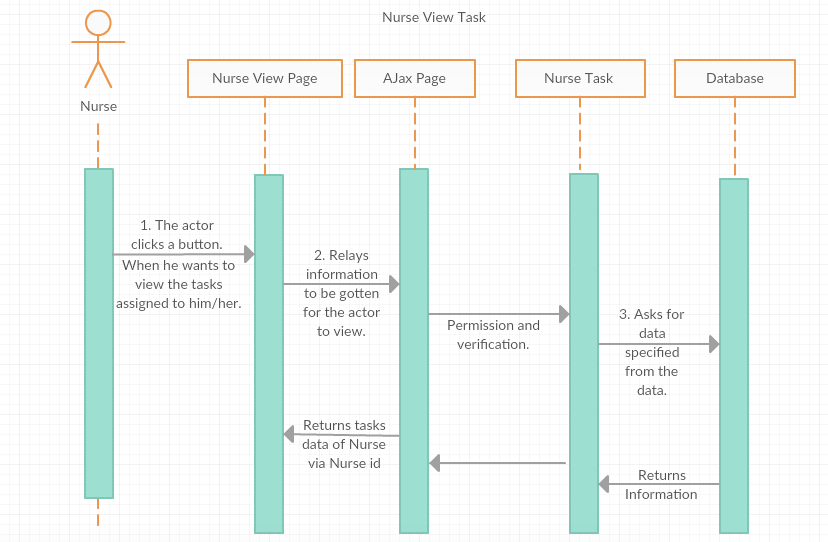 Nurse View Task
Nurse View Page
AJax Page
Nurse Task
Database
Nurse
1. The actor
clicks a button.
When he wants to
view the tasks
assigned to him/her.
2. Relays
information
to be gotten
for the actor
to view.
Permission and
verification.
3. Asks for
data
specified
from the
data.
Returns tasks
data of Nurse
via Nurse id
Returns
Information